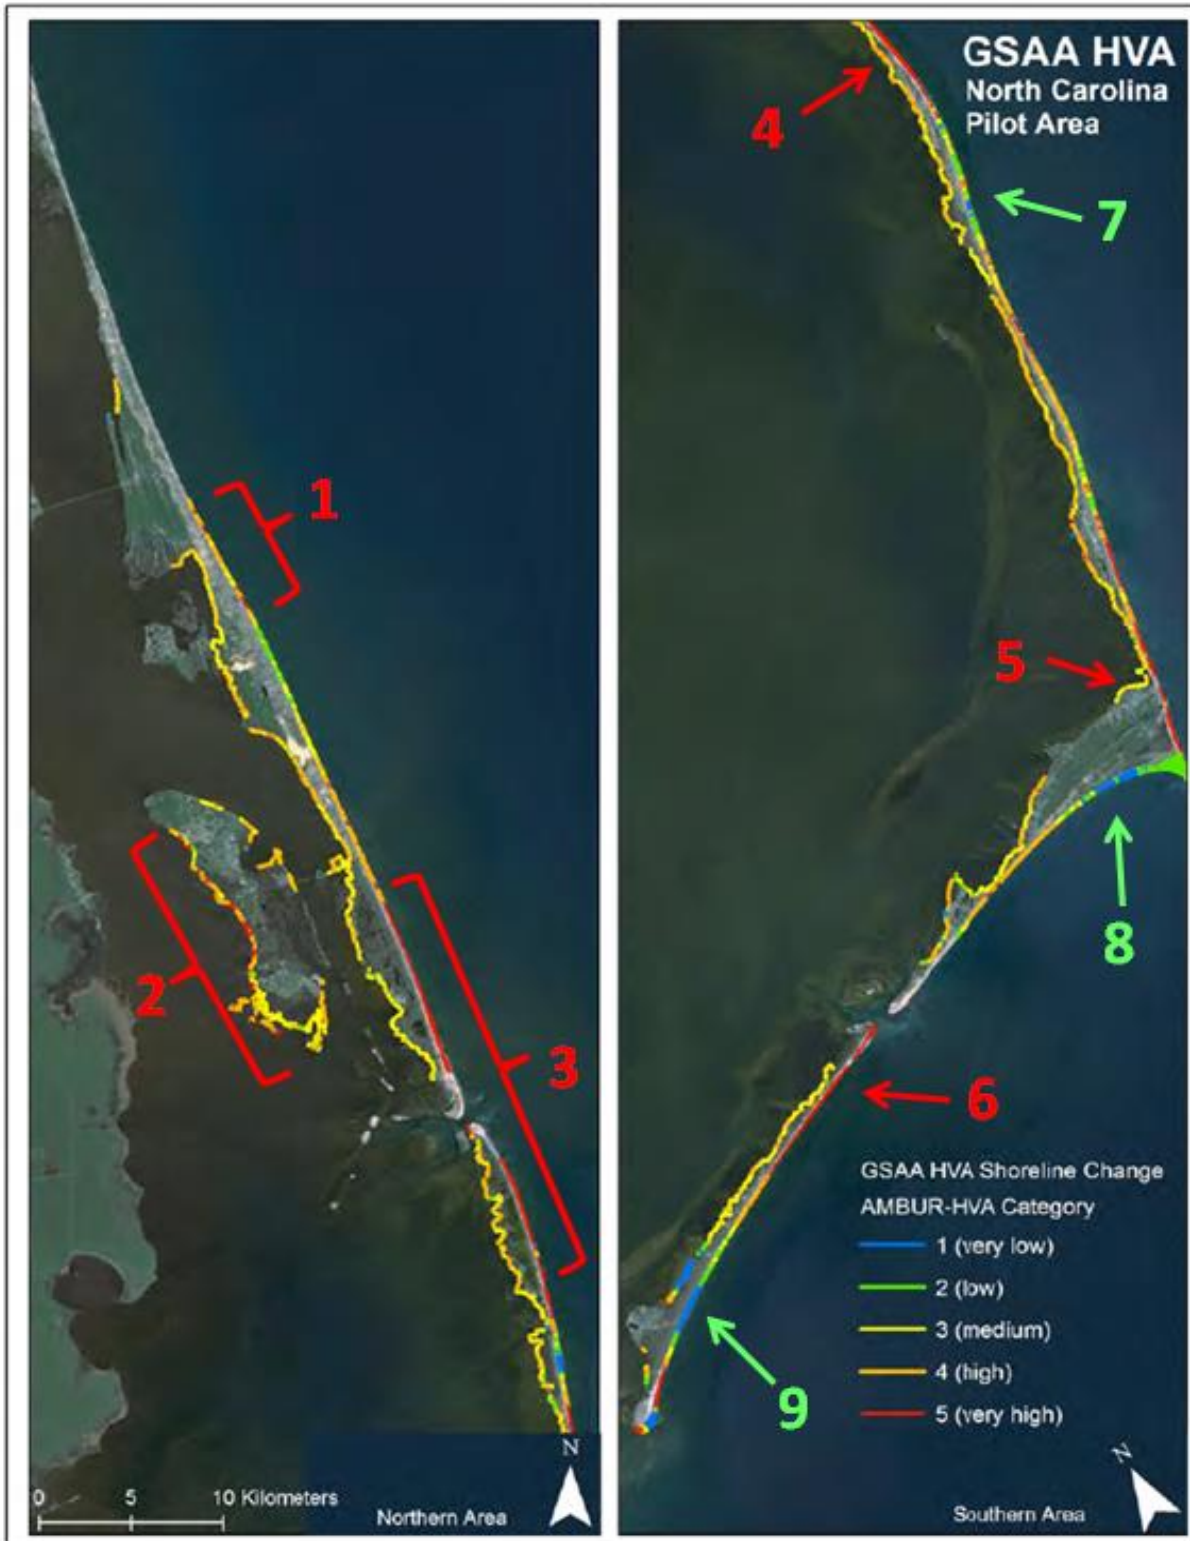 GSAA HVA
North Carolina
Pilot Area
4
7
1
5
2
3
8
6
9
GSAA HVA Shoreline Change
AMBUR-HVA Category
1 (very low)
2 (low)
3 (medium)
4 (high)
5 (very high)
0 5 10 Kilometers
Northern Area
N
N
Southern Area